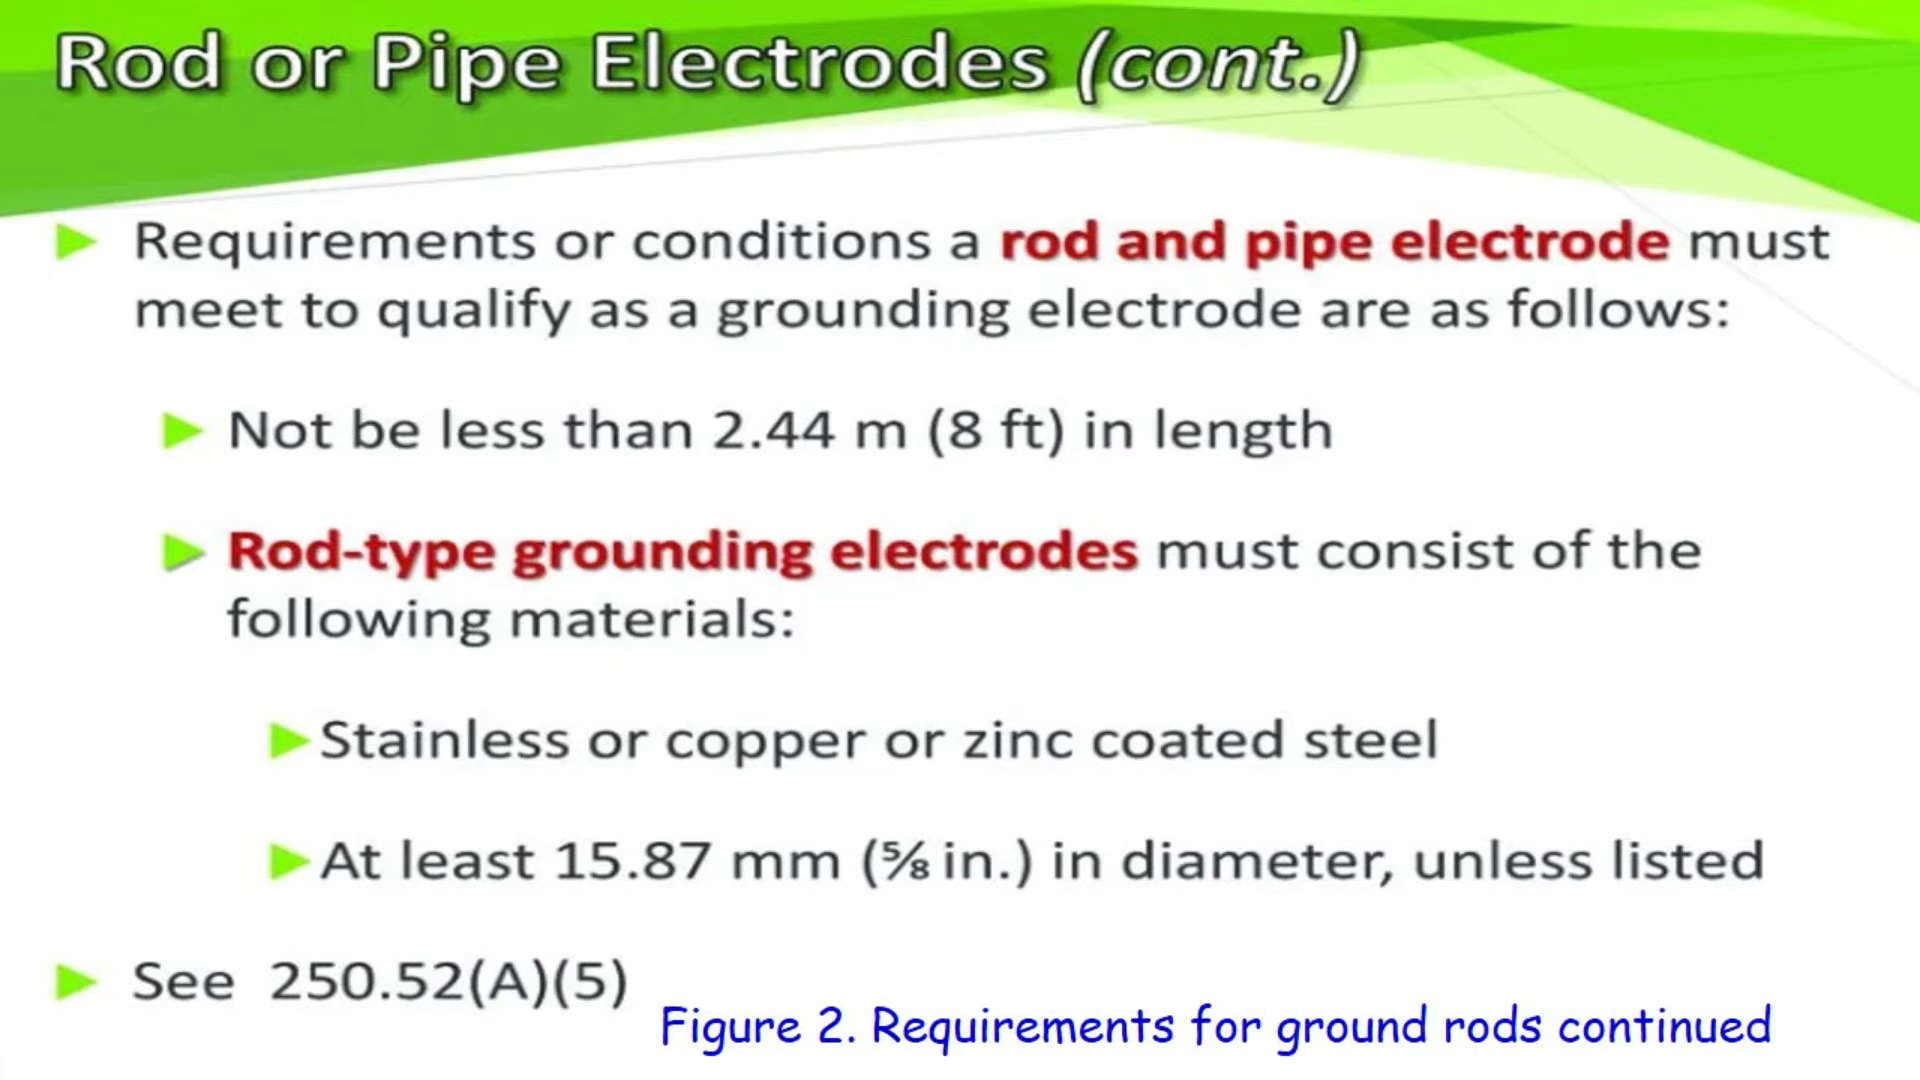 Rod or Pipe Electrodes (cont.)
Requirements or conditions a rod and pipe electrode must
meet to qualify as a grounding electrode are as follows:
Not be less than 2.44 m (8 ft) in length
Rod-type grounding electrodes must consist of the
following materials:
Stainless or copper or zinc coated steel
At least 15.87 mm (⅝ in.) in diameter, unless listed
See 250.52(A)(5)
Figure 2. Requirements for ground rods continued